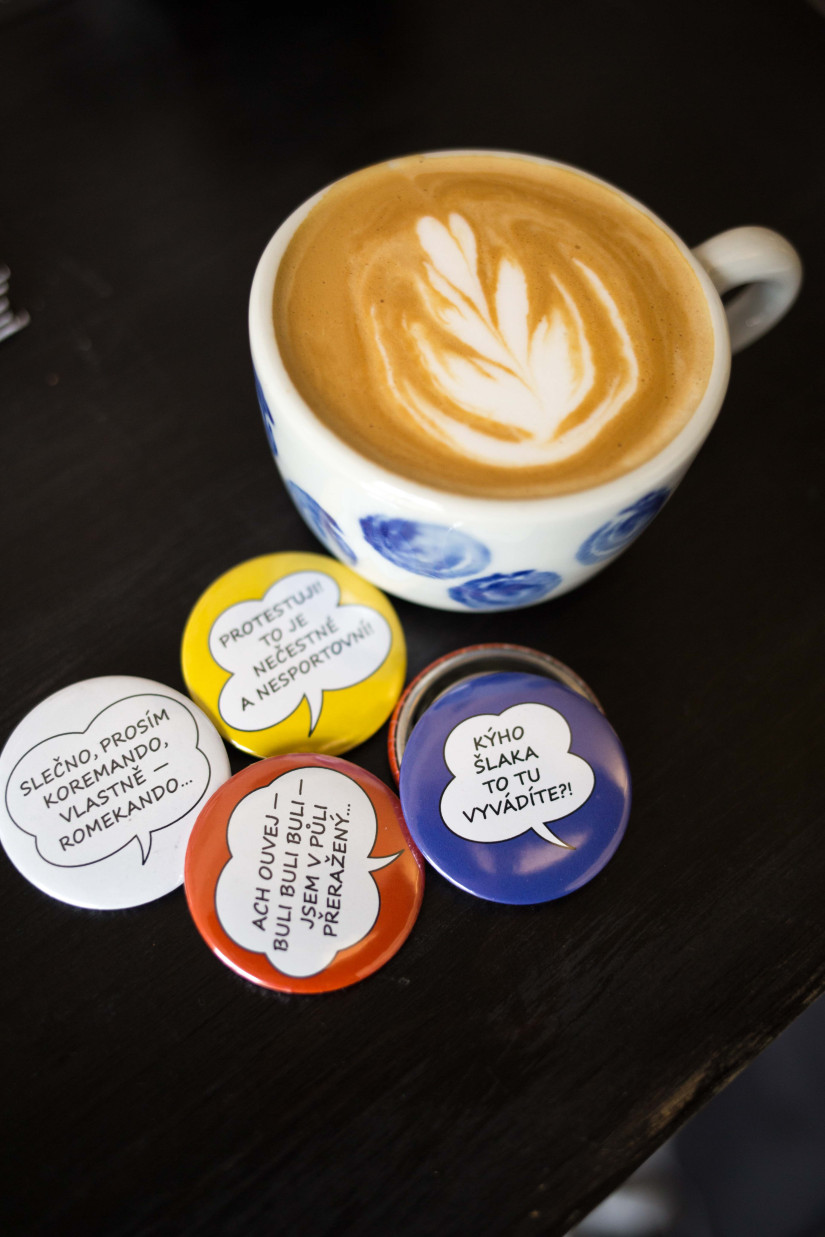 PROTESTUJI!
TO JE
NEČESTNÉ
A NESPORTOVNÍ!
SLEČNO, PROSÍM
KOREMANDO,
VLASTNĚ –
ROMEKANDO...
ACH OUVEJ –
BULI BULI BULI –
JSEM V PŮLI
PŘERAŽENÝ...
KÝHO
ŠLAKA
TO TU
VYVÁDÍTE?!